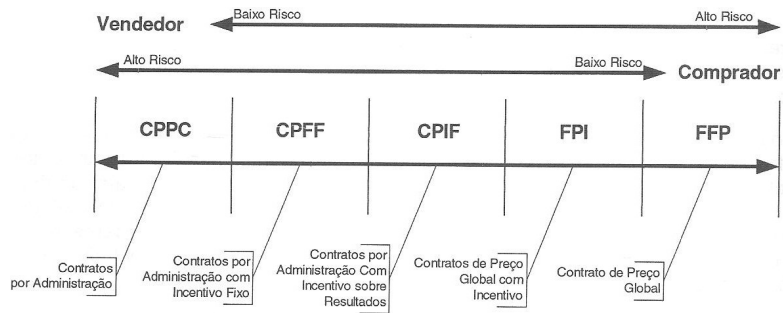 Vendedor
Baixo Risco
Alto Risco
Alto Risco
Baixo Risco
Comprador
CPPC
CPFF
CPIF
FPI
FFP
Contratos
por Administração
Contratos por
Administração com
Incentivo Fixo
Contratos por
Administração Com
Incentivo sobre
Resultados
Contratos de Preço
Global com
Incentivo
Contrato de Preço
Global